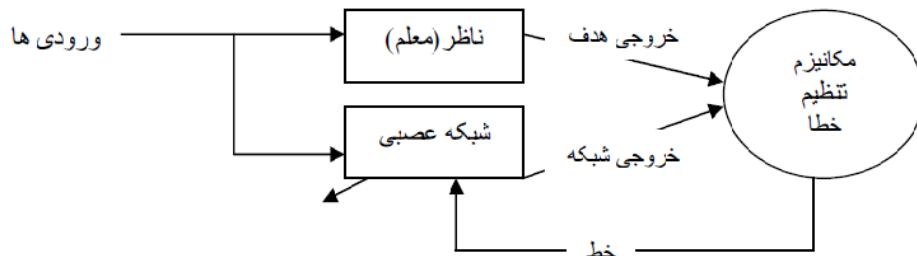 ورودی ها
ناظر(معلم)
خروجی هدف
مکانیزم
تنظیم
خطا
شبکه عصبی
خروجی شبکه